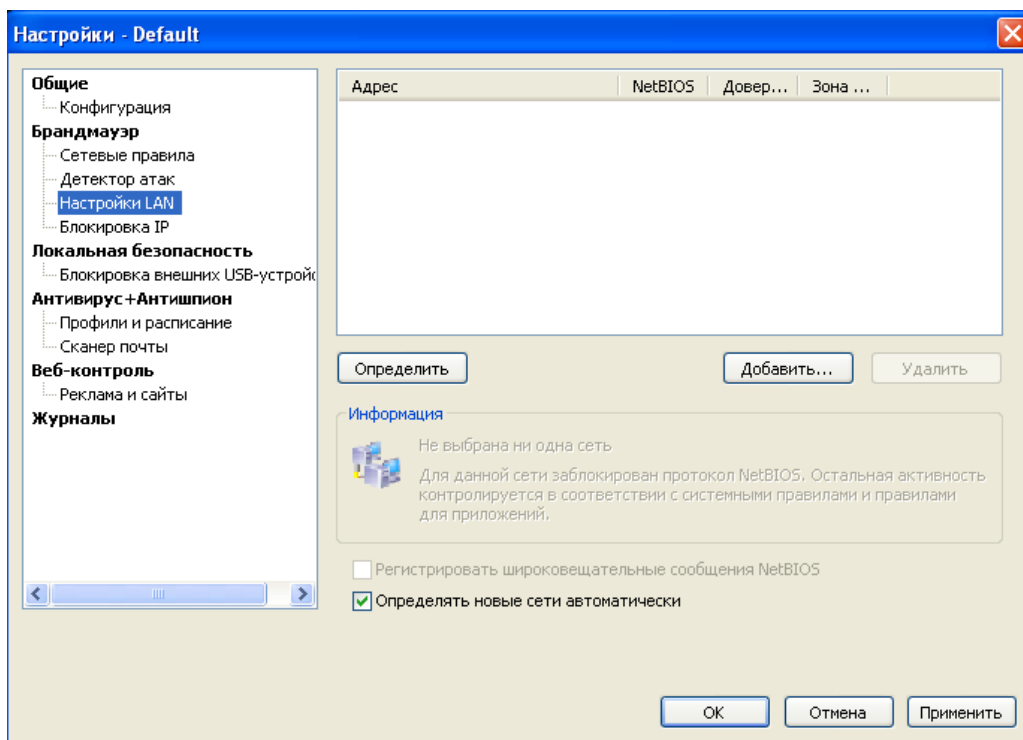 Настройки - Default
Общие
Конфигурация
Брандмауэр
Сетевые правила
Детектор атак
Настройки LAN
Блокировка IP
Локальная безопасность
Блокировка внешних USB-устройс
Антивирус+Антишпион
Профили и расписание
Сканер почты
Веб-контроль
Реклама и сайты
Журналы
Адрес NetBIOS Довер... Зона ...
Определить Добавить... Удалить
Информация
Не выбрана ни одна сеть
Для данной сети заблокирован протокол NetBIOS. Остальная активность
контролируется в соответствии с системными правилами и правилами
для приложений.
Регистрировать широковещательные сообщения NetBIOS
Определять новые сети автоматически
OK Отмена Применить